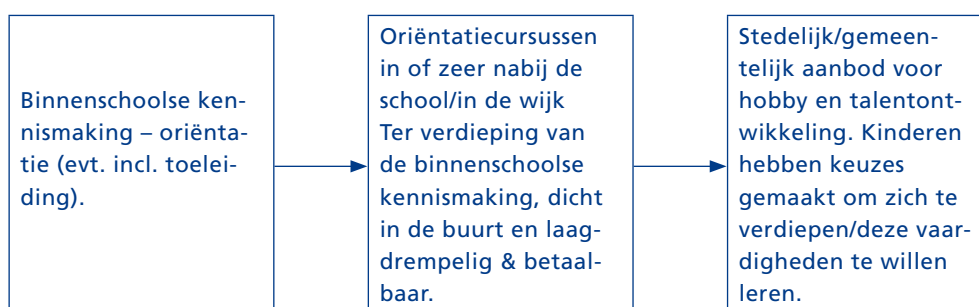 Binnenschoolse ken-
nismaking – oriënta-
tie (evt. incl. toelei-
ding).
Oriëntatiecursussen
in of zeer nabij de
school/in de wijk
Ter verdieping van
de binnenschoolse
kennismaking, dicht
in de buurt en laag-
drempelig & betaal-
baar.
Stedelijk/gemeen-
telijk aanbod voor
hobby en talentont-
wikkeling. Kinderen
hebben keuzes
gemaakt om zich te
verdiepen/deze vaar-
digheden te willen
leren.